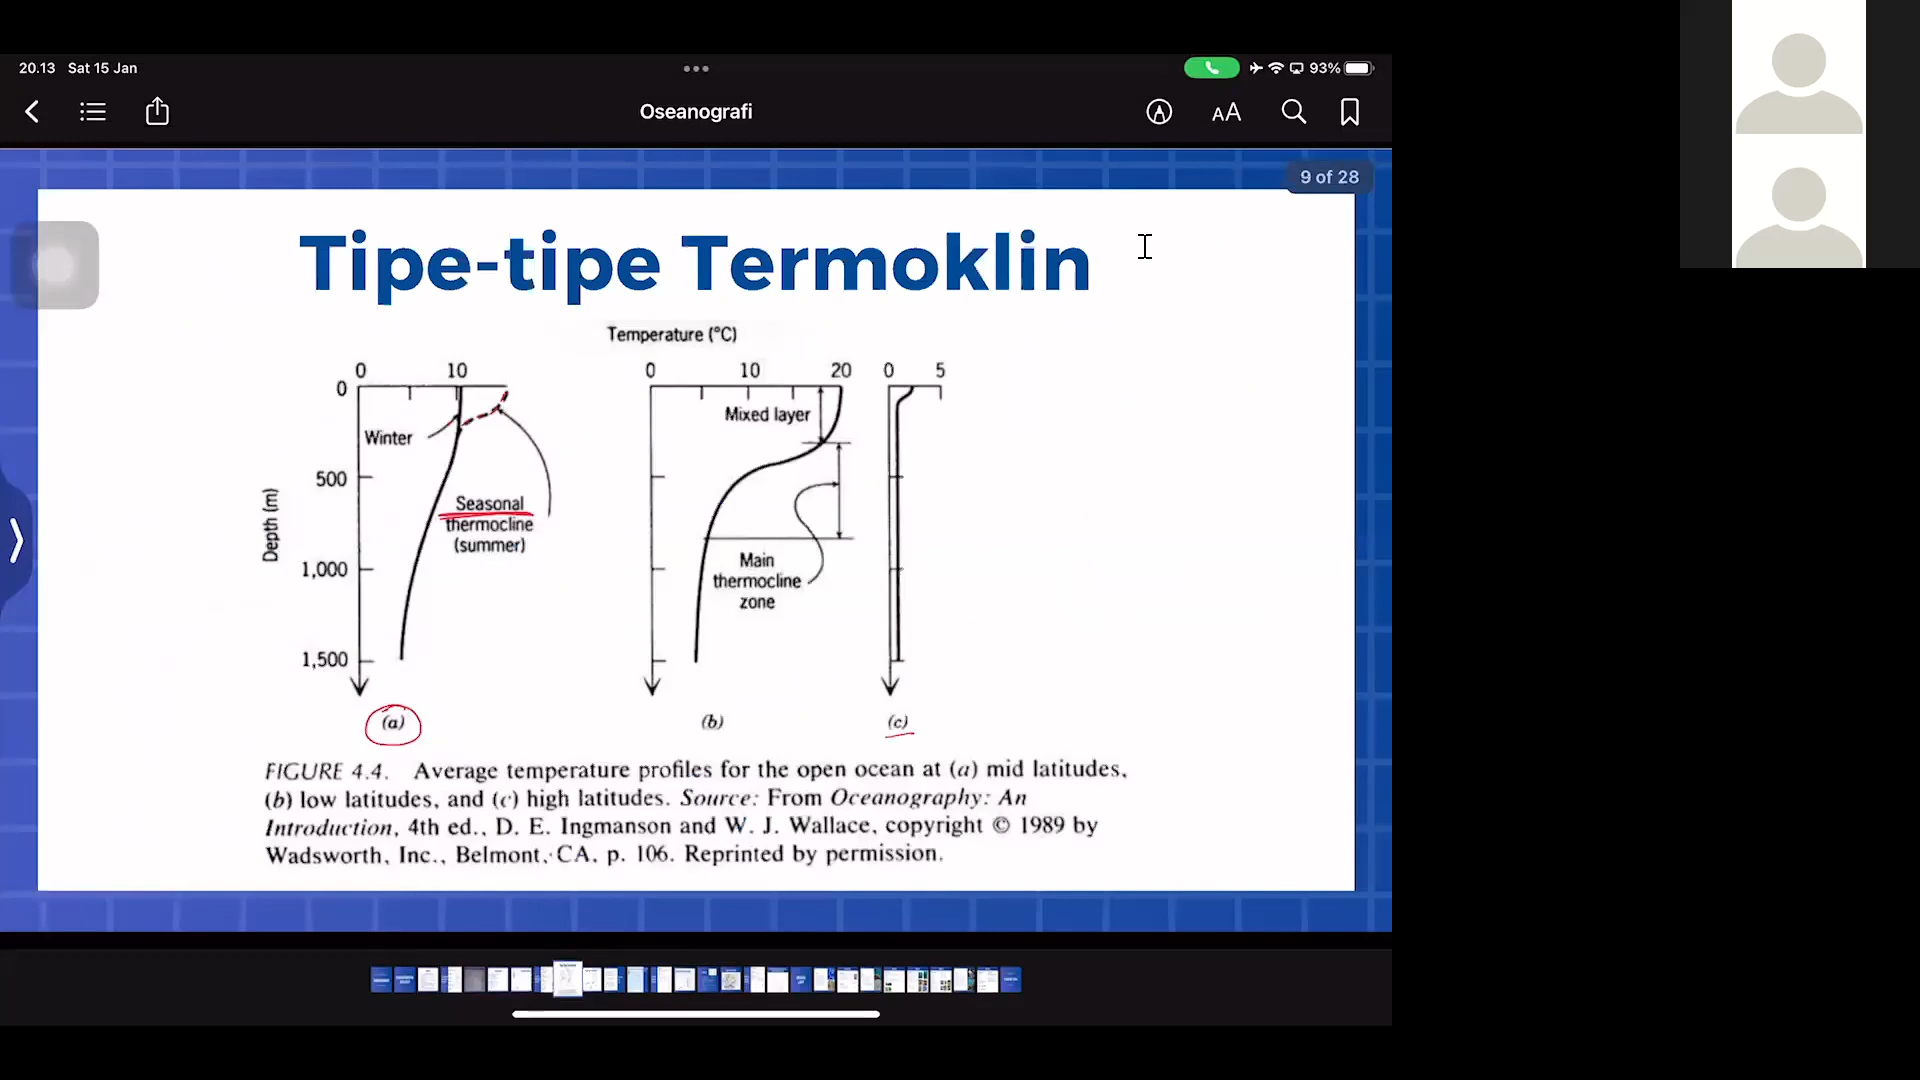 20.13 Sat 15 Jan
93%
Oseanografi
AA
9 of 28
Tipe-tipe Termoklin
Temperature (°C)
0 10
0 10 20
0 5
0
500
1,000
1,500
Depth (m)
Winter
Seasonal
thermocline
(summer)
Mixed layer
Main
thermocline
zone
(a) (b) (c)
FIGURE 4.4. Average temperature profiles for the open ocean at (a) mid latitudes,
(b) low latitudes, and (c) high latitudes. Source: From Oceanography: An
Introduction, 4th ed., D. E. Ingmanson and W. J. Wallace, copyright © 1989 by
Wadsworth, Inc., Belmont, CA, p. 106. Reprinted by permission.